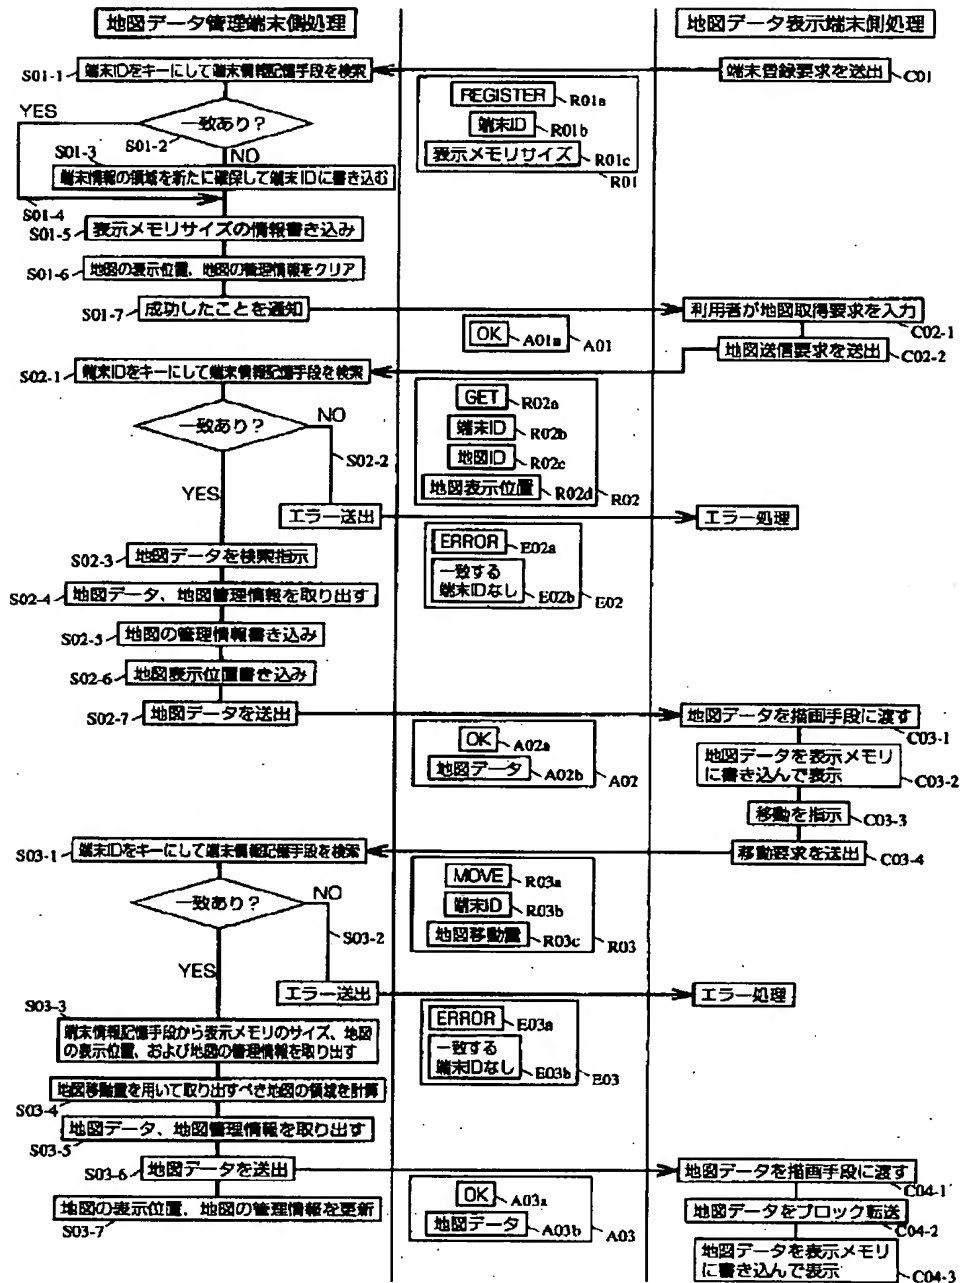 地図データ管理端末側処理
地図データ表示端末側処理
S01-1
端末IDをキーにして端末情報記憶手段を検索
端末登録要求を送出
C01
REGISTER
R01a
端末ID
R01b
表示メモリサイズ
R01c
R01
YES
一致あり?
S01-2
S01-3
NO
端末情報の領域を新たに確保して端末IDに書き込む
S01-4
S01-5
表示メモリサイズの情報書き込み
S01-6
地図の表示位置、地図の管理情報をクリア
S01-7
成功したことを通知
OK
A01a
A01
利用者が地図取得要求を入力
C02-1
地図送信要求を送出
C02-2
S02-1
端末IDをキーにして端末情報記憶手段を検索
GET
R02a
端末ID
R02b
地図ID
R02c
地図表示位置
R02d
R02
一致あり?
NO
S02-2
YES
エラー送出
エラー処理
ERROR
E02a
一致する
端末IDなし
E02b
E02
S02-3
地図データを検索指示
S02-4
地図データ、地図管理情報を取り出す
S02-5
地図の管理情報書き込み
S02-6
地図表示位置書き込み
S02-7
地図データを送出
OK
A02a
地図データ
A02b
A02
地図データを描画手段に渡す
C03-1
地図データを表示メモリ
に書き込んで表示
C03-2
移動を指示
C03-3
移動要求を送出
C03-4
S03-1
端末IDをキーにして端末情報記憶手段を検索
MOVE
R03a
端末ID
R03b
地図移動量
R03c
R03
一致あり?
NO
S03-2
YES
エラー送出
エラー処理
ERROR
E03a
一致する
端末IDなし
E03b
E03
S03-3
端末情報記憶手段から表示メモリのサイズ、地図
の表示位置、および地図の管理情報を取り出す
S03-4
地図移動量を用いて取り出すべき地図の領域を計算
S03-5
地図データ、地図管理情報を取り出す
S03-6
地図データを送出
S03-7
地図の表示位置、地図の管理情報を更新
OK
A03a
地図データ
A03b
A03
地図データを描画手段に渡す
C04-1
地図データをブロック転送
C04-2
地図データを表示メモリ
に書き込んで表示
C04-3